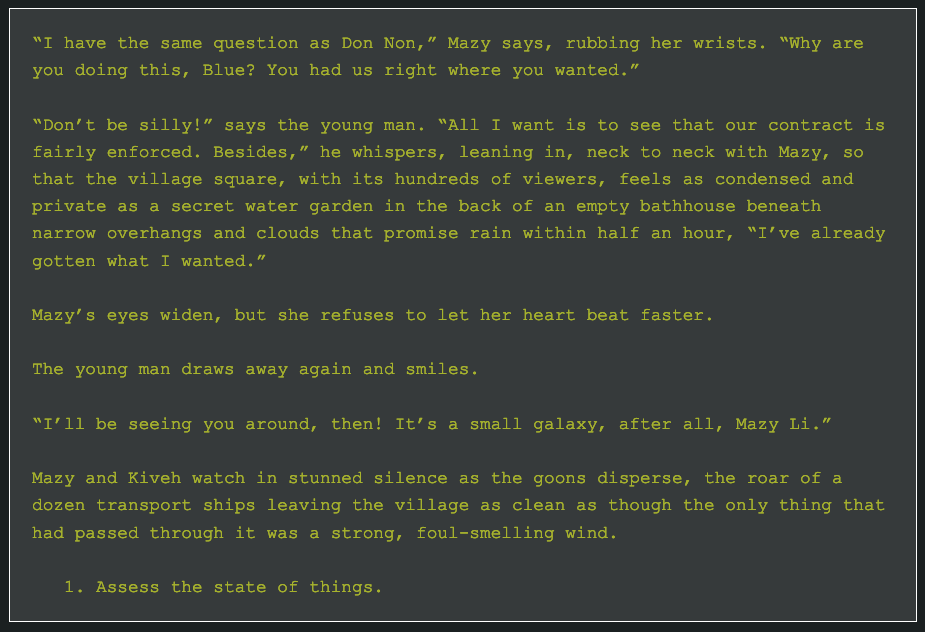 “I have the same question as Don Non,” Mazy says, rubbing her wrists. “Why are
you doing this, Blue? You had us right where you wanted.”
“Don’t be silly!” says the young man. “All I want is to see that our contract is
fairly enforced. Besides,” he whispers, leaning in, neck to neck with Mazy, so
that the village square, with its hundreds of viewers, feels as condensed and
private as a secret water garden in the back of an empty bathhouse beneath
narrow overhangs and clouds that promise rain within half an hour, “I’ve already
gotten what I wanted.”
Mazy’s eyes widen, but she refuses to let her heart beat faster.
The young man draws away again and smiles.
“I’ll be seeing you around, then! It’s a small galaxy, after all, Mazy Li.”
Mazy and Kiveh watch in stunned silence as the goons disperse, the roar of a
dozen transport ships leaving the village as clean as though the only thing that
had passed through it was a strong, foul-smelling wind.
1. Assess the state of things.